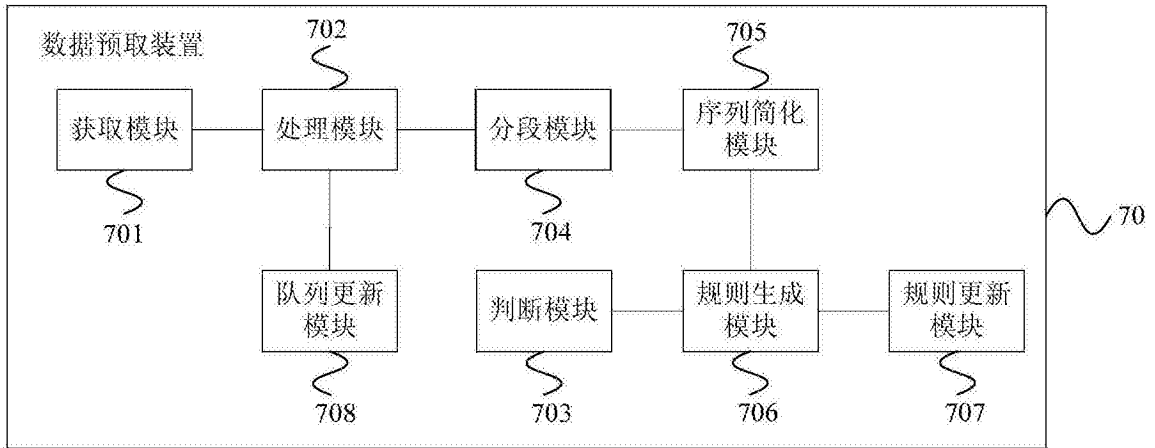 数据预取装置
702
705
获取模块
处理模块
分段模块
序列简化
模块
701
704
70
队列更新
模块
判断模块
规则生成
模块
规则更新
模块
708
703
706
707